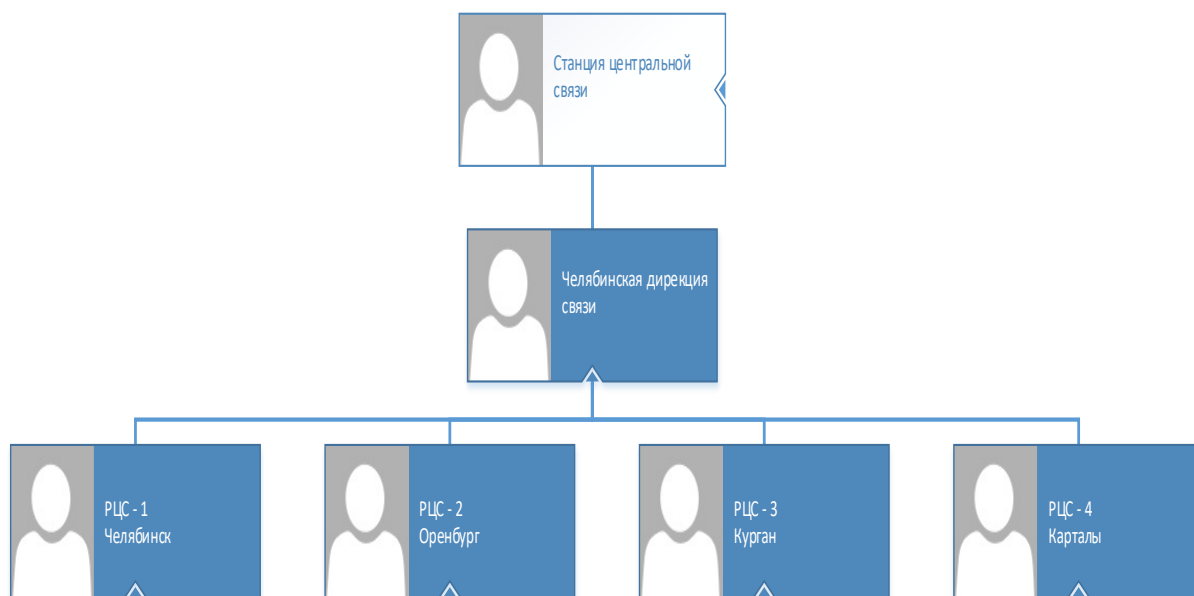 Станция центральной
связи
Челябинская дирекция
связи
РЦС - 1
Челябинск
РЦС - 2
Оренбург
РЦС - 3
Курган
РЦС - 4
Карталы